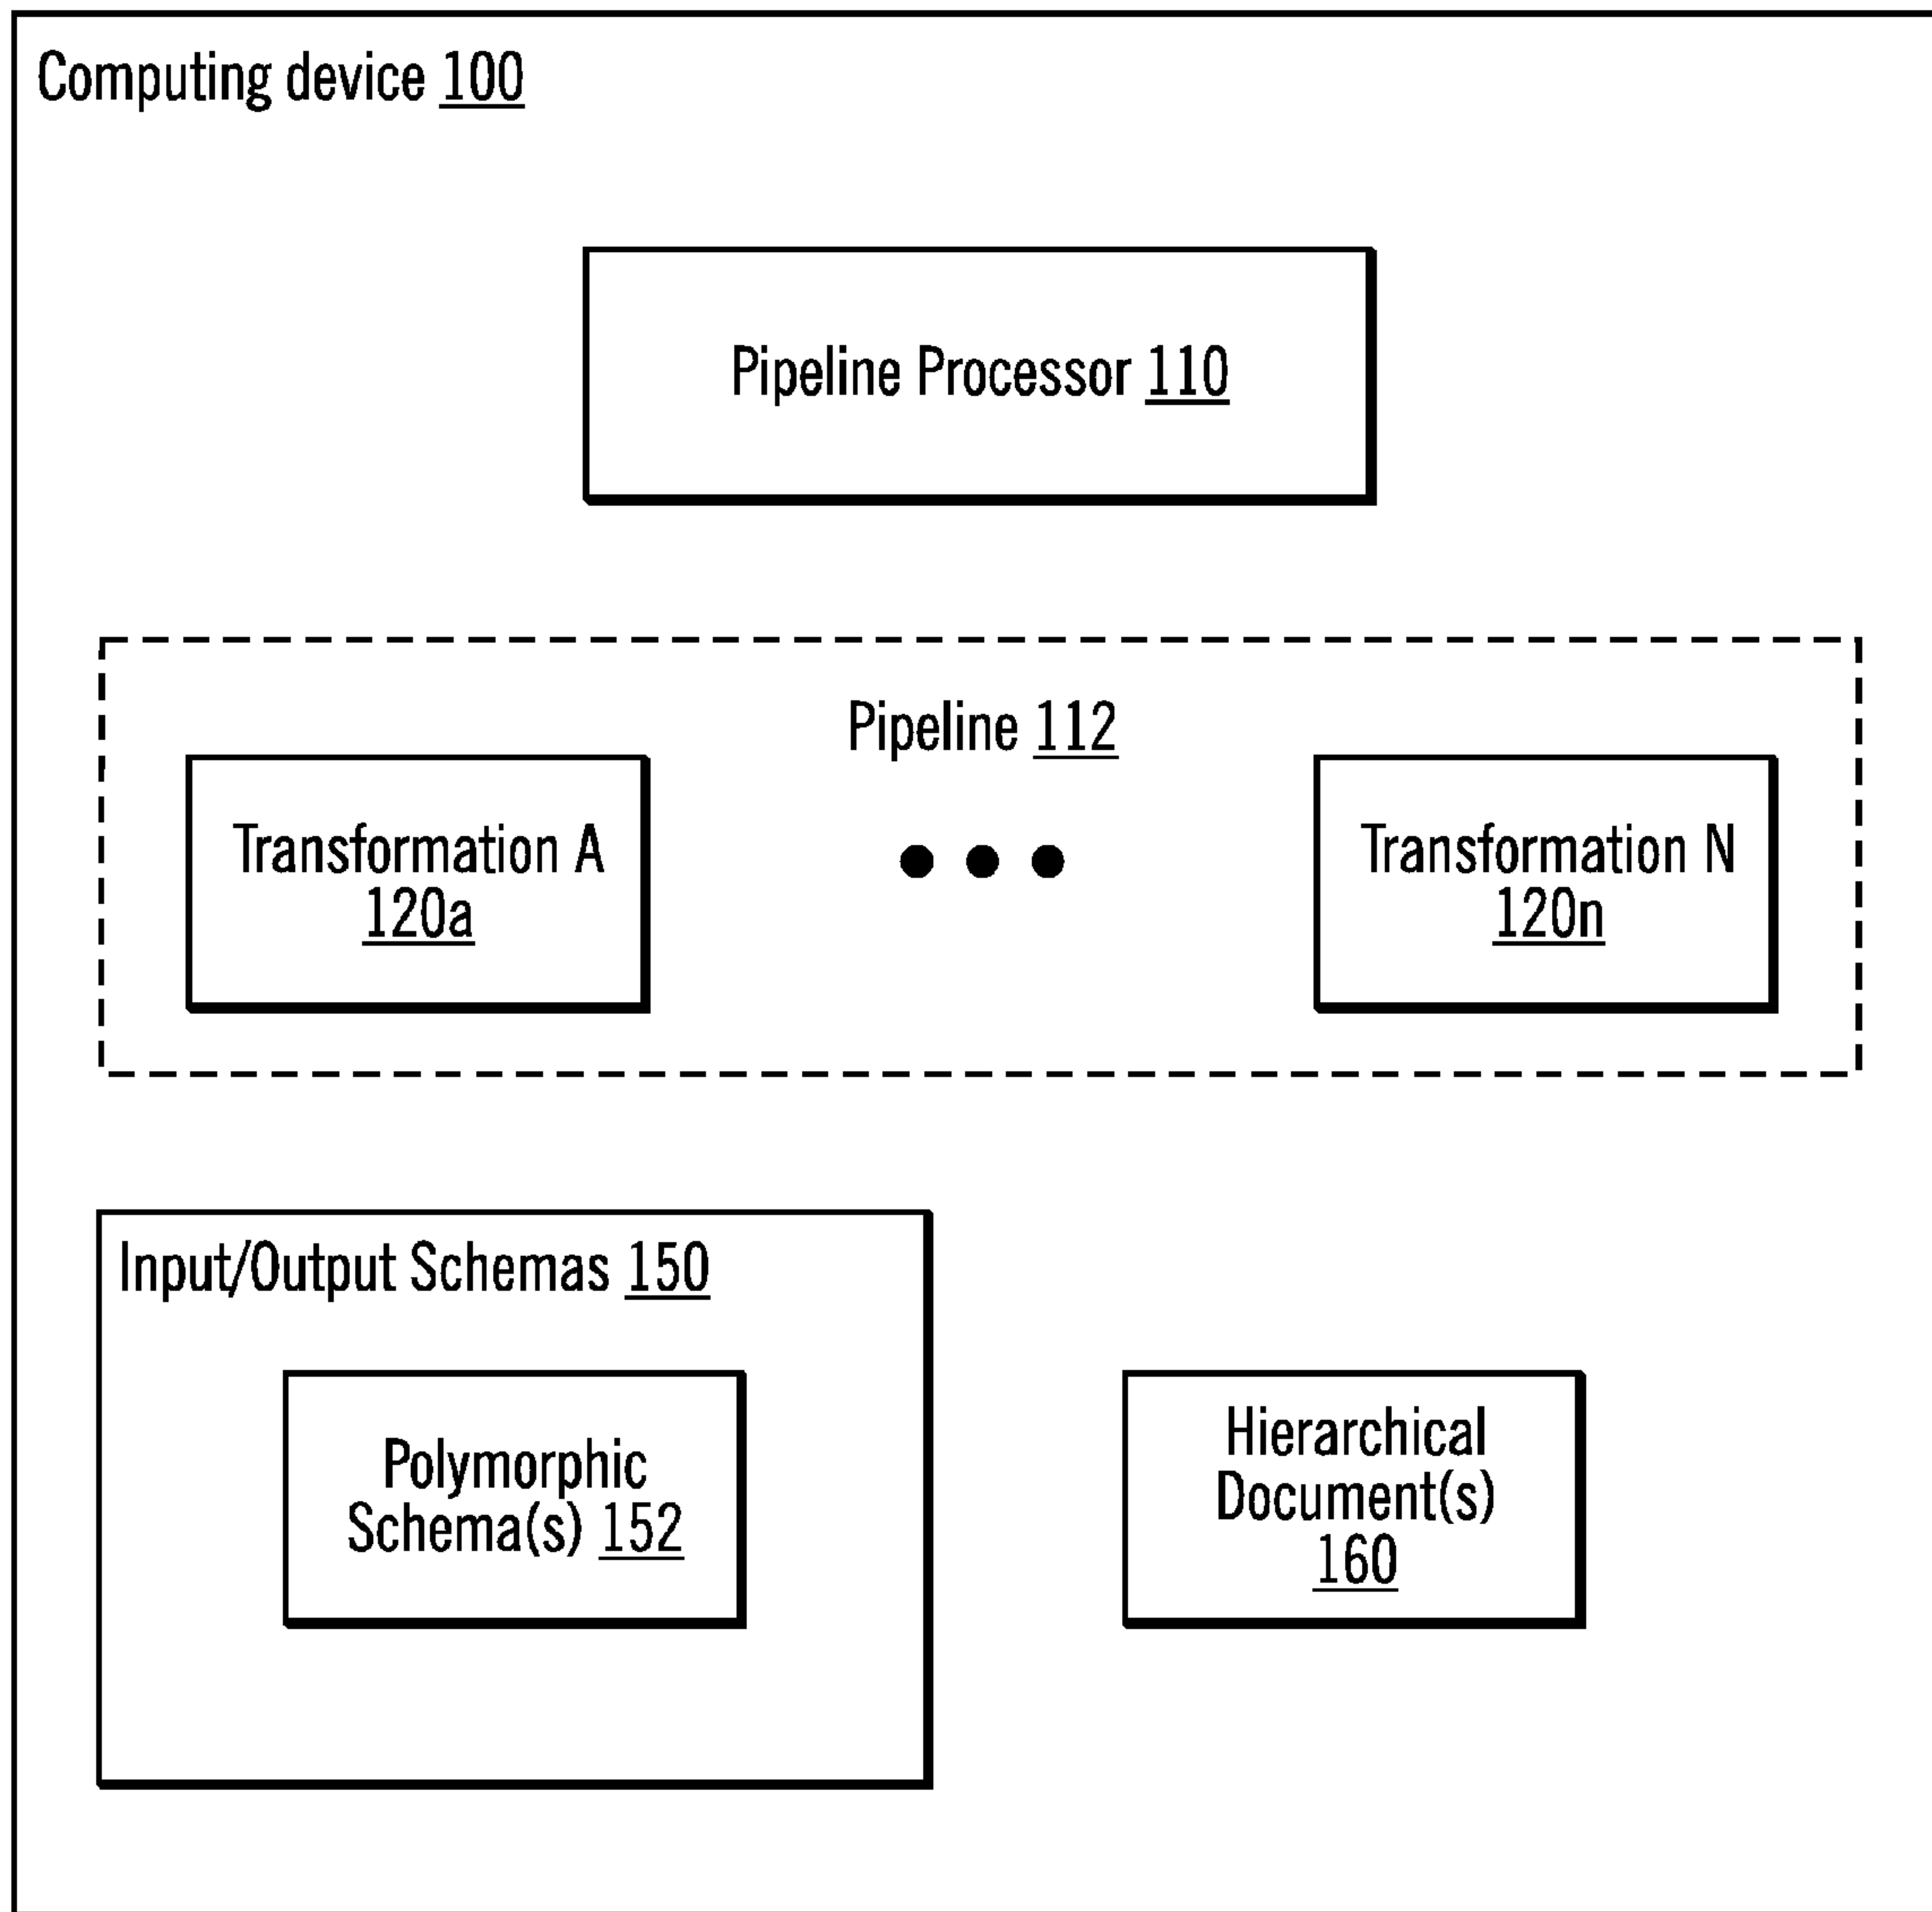 Computing device 100
Pipeline Processor 110
Pipeline 112
Transformation A
120a
Transformation N
120n
Input/Output Schemas 150
Polymorphic
Schema(s) 152
Hierarchical
Document(s)
160